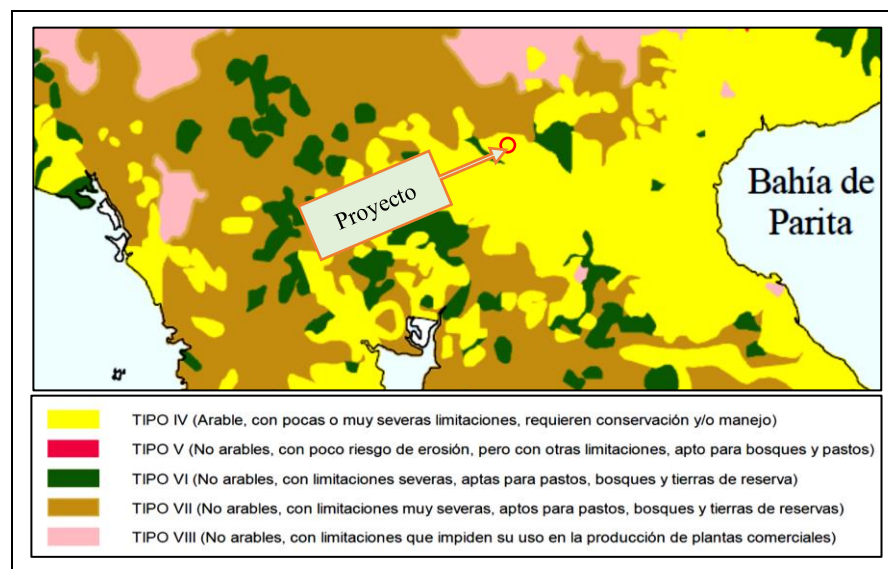 Proyecto
Bahía de
Parita
TIPO IV (Arable, con pocas o muy severas limitaciones, requieren conservación y/o manejo)
TIPO V (No arables, con poco riesgo de erosión, pero con otras limitaciones, apto para bosques y pastos)
TIPO VI (No arables, con limitaciones severas, aptas para pastos, bosques y tierras de reserva)
TIPO VII (No arables, con limitaciones muy severas, aptos para pastos, bosques y tierras de reservas)
TIPO VIII (No arables, con limitaciones que impiden su uso en la producción de plantas comerciales)